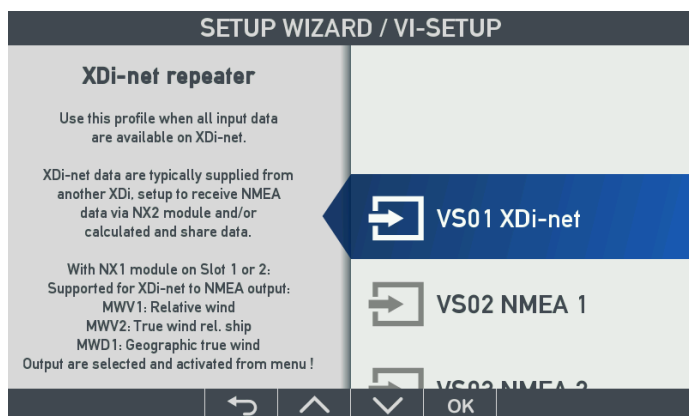 SETUP WIZARD / VI-SETUP
XDi-net repeater
Use this profile when all input data
are available on XDi-net.
XDi-net data are typically supplied from
another XDi, setup to receive NMEA
data via NX2 module and/or
calculated and share data.
With NX1 module on Slot 1 or 2:
Supported for XDi-net to NMEA output:
MWV1: Relative wind
MWV2: True wind rel. ship
MWD1: Geographic true wind
Output are selected and activated from menu !
VS01 XDi-net
VS02 NMEA 1
VS03 NMEA 2
OK